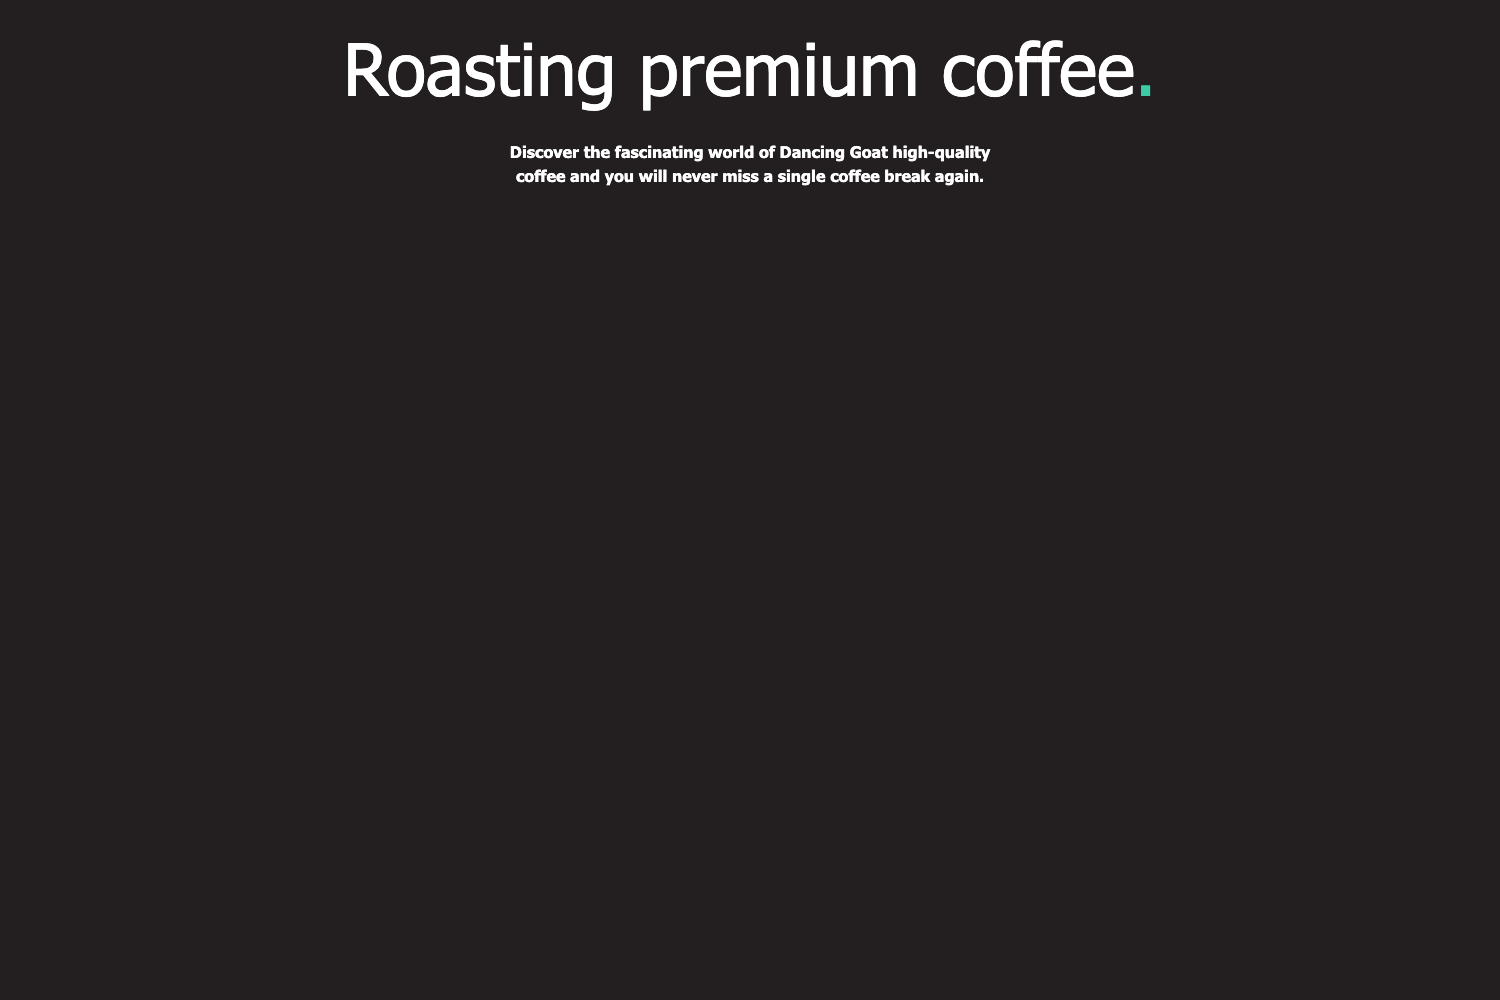 Roasting premium coffee.
Discover the fascinating world of Dancing Goat high-quality
coffee and you will never miss a single coffee break again.